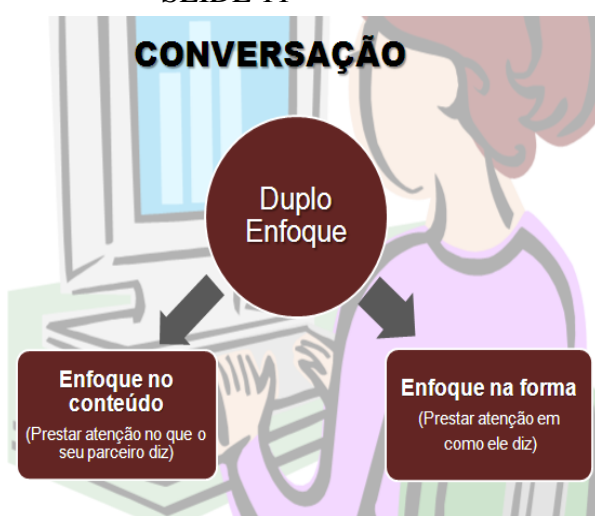 CONVERSAÇÃO
Duplo
Enfoque
Enfoque no
conteúdo
(Prestar atenção no que o
seu parceiro diz)
Enfoque na forma
(Prestar atenção em
como ele diz)